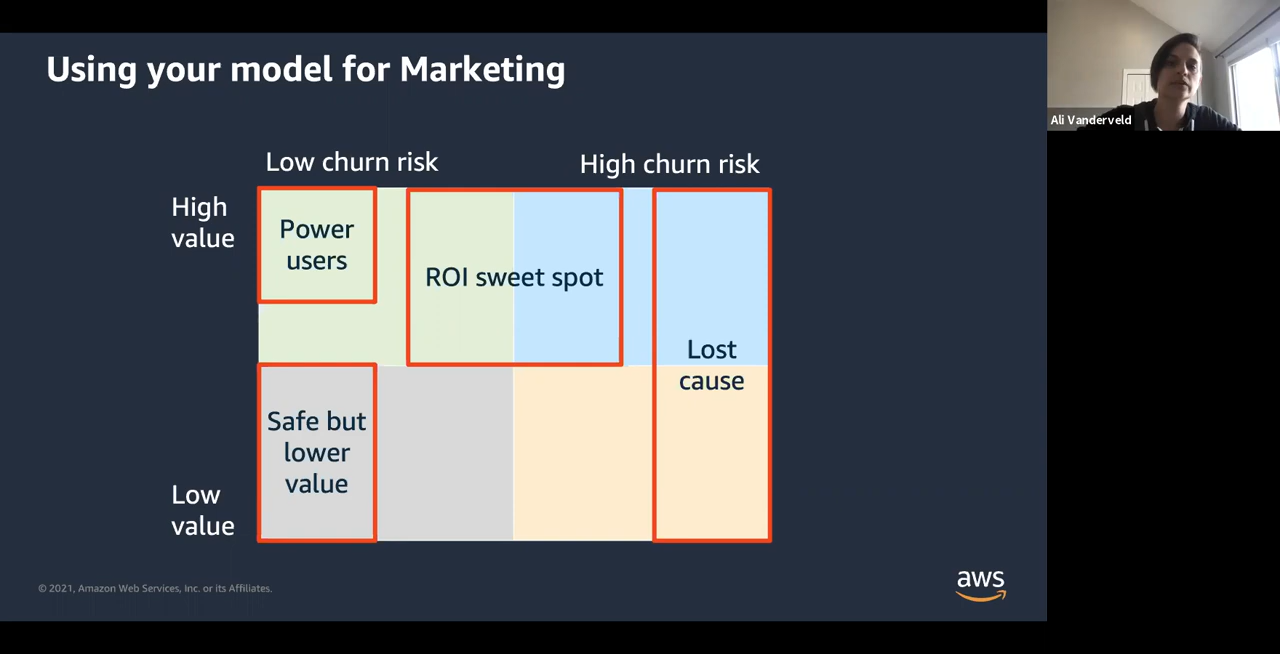 Using your model for Marketing
Ali Vanderveld
Low churn risk
High churn risk
High
value
Power
users
ROI sweet spot
Lost
cause
Safe but
lower
value
Low
value
© 2021, Amazon Web Services, Inc. or its Affiliates.
aws